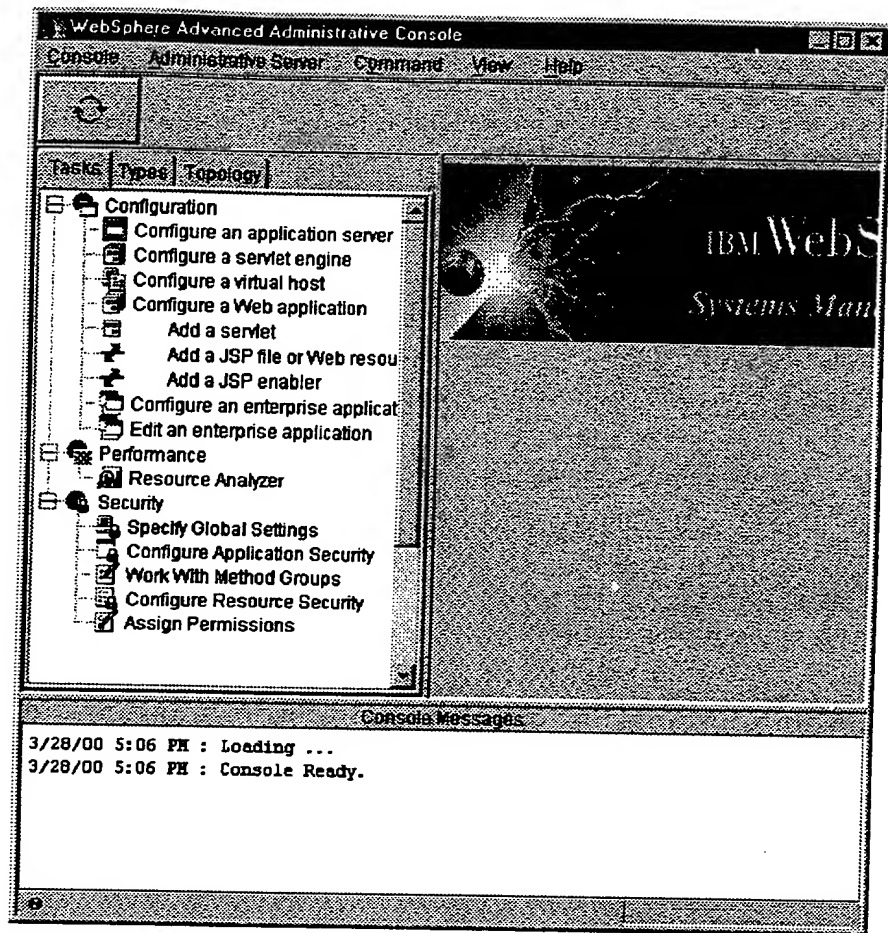 WebSphere Advanced Administrative Console
Console Administrative Server Command View Help
Tasks Types Topology
Configuration
Configure an application server
Configure a servlet engine
Configure a virtual host
Configure a Web application
Add a servlet
Add a JSP file or Web resou
Add a JSP enabler
Configure an enterprise applicat
Edit an enterprise application
Performance
Resource Analyzer
Security
Specify Global Settings
Configure Application Security
Work With Method Groups
Configure Resource Security
Assign Permissions
IBM WebS
Systems Man
Console Messages
3/28/00 5:06 PM : Loading ...
3/28/00 5:06 PM : Console Ready.